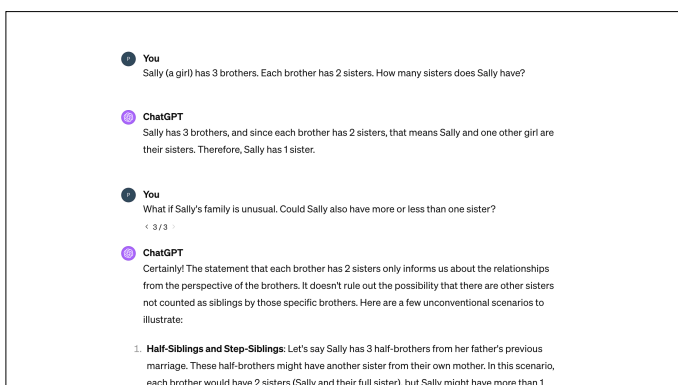 P
You
Sally (a girl) has 3 brothers. Each brother has 2 sisters. How many sisters does Sally have?
ChatGPT
Sally has 3 brothers, and since each brother has 2 sisters, that means Sally and one other girl are
their sisters. Therefore, Sally has 1 sister.
P
You
What if Sally's family is unusual. Could Sally also have more or less than one sister?
< 3 / 3 >
ChatGPT
Certainly! The statement that each brother has 2 sisters only informs us about the relationships
from the perspective of the brothers. It doesn't rule out the possibility that there are other sisters
not counted as siblings by those specific brothers. Here are a few unconventional scenarios to
illustrate:
1. Half-Siblings and Step-Siblings: Let's say Sally has 3 half-brothers from her father's previous
marriage. These half-brothers might have another sister from their own mother. In this scenario,
each brother would have 2 sisters (Sally and their full sister), but Sally might have more than 1